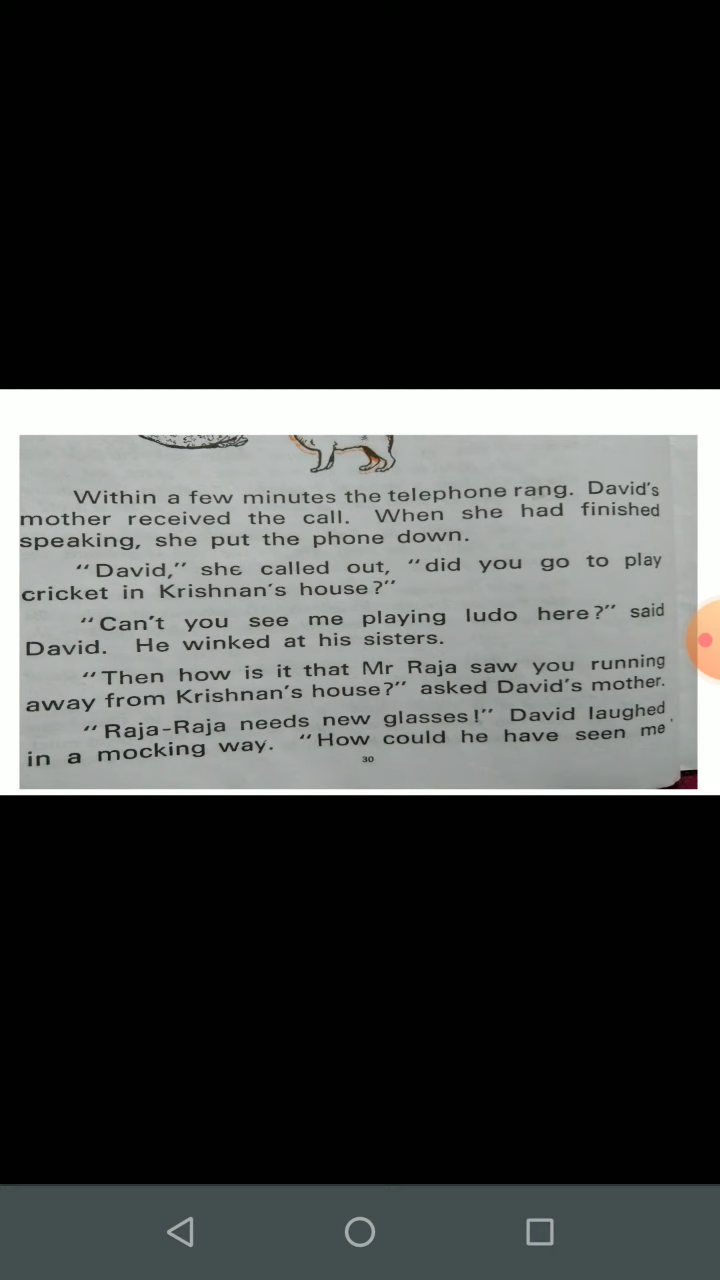 Within a few minutes the telephone rang. David's
mother received the call. When she had finished
speaking, she put the phone down.
"David," she called out, "did you go to play
cricket in Krishnan's house?"
"Can't you see me playing ludo here?" said
David. He winked at his sisters.
"Then how is it that Mr Raja saw you running
away from Krishnan's house?" asked David's mother.
"Raja-Raja needs new glasses!" David laughed
in a mocking way. "How could he have seen me
30